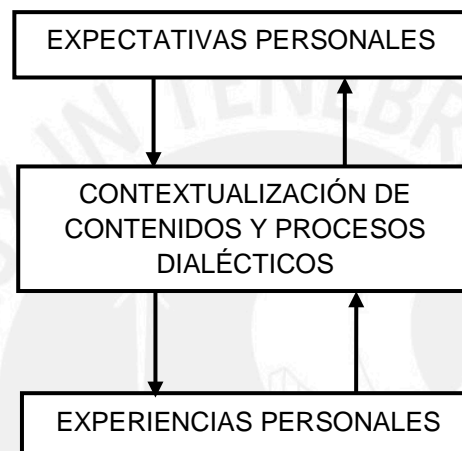 EXPECTATIVAS PERSONALES
CONTEXTUALIZACIÓN DE
CONTENIDOS Y PROCESOS
DIALÉCTICOS
EXPERIENCIAS PERSONALES